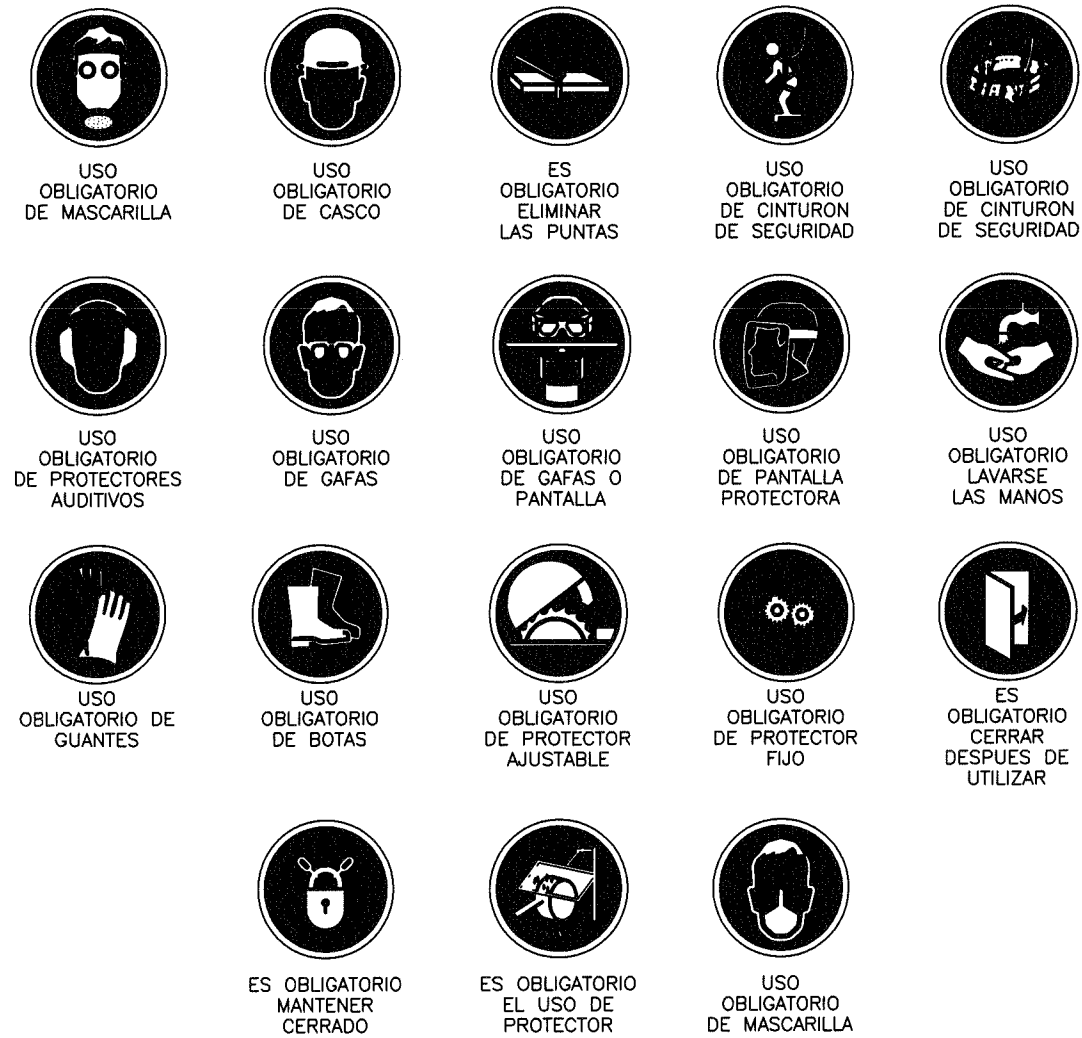 USO
OBLIGATORIO
DE MASCARILLA
USO
OBLIGATORIO
DE CASCO
ES
OBLIGATORIO
ELIMINAR
LAS PUNTAS
USO
OBLIGATORIO
DE CINTURON
DE SEGURIDAD
USO
OBLIGATORIO
DE CINTURON
DE SEGURIDAD
USO
OBLIGATORIO
DE PROTECTORES
AUDITIVOS
USO
OBLIGATORIO
DE GAFAS
USO
OBLIGATORIO
DE GAFAS O
PANTALLA
USO
OBLIGATORIO
DE PANTALLA
PROTECTORA
USO
OBLIGATORIO
LAVARSE
LAS MANOS
USO
OBLIGATORIO DE
GUANTES
USO
OBLIGATORIO
DE BOTAS
USO
OBLIGATORIO
DE PROTECTOR
AJUSTABLE
USO
OBLIGATORIO
DE PROTECTOR
FIJO
ES
OBLIGATORIO
CERRAR
DESPUES DE
UTILIZAR
ES OBLIGATORIO
MANTENER
CERRADO
ES OBLIGATORIO
EL USO DE
PROTECTOR
USO
OBLIGATORIO
DE MASCARILLA